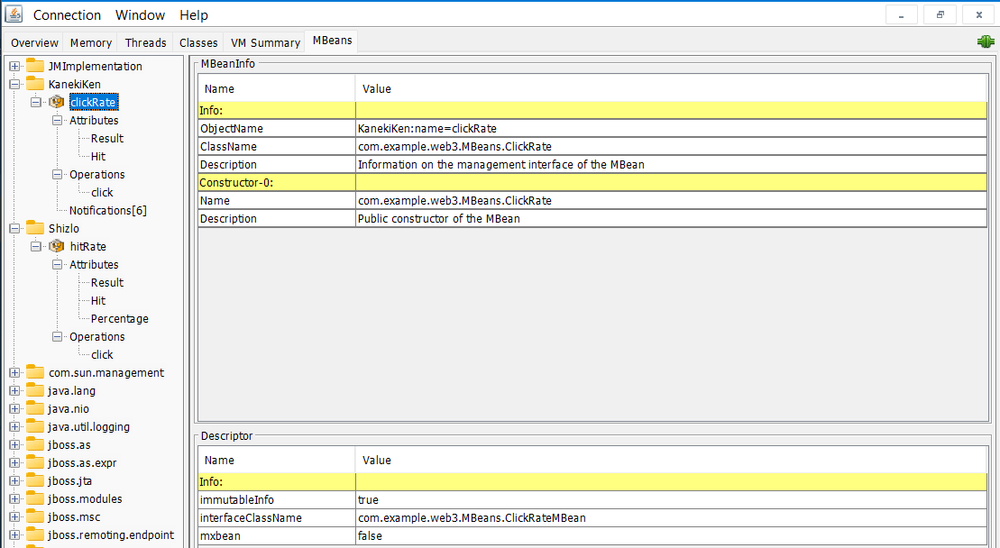 Connection Window Help
Overview Memory Threads Classes VM Summary MBeans
JMImplementation
KanekiKen
clickRate
Attributes
Result
Hit
Operations
click
Notifications[6]
Shizlo
hitRate
Attributes
Result
Hit
Percentage
Operations
click
com.sun.management
java.lang
java.nio
java.util.logging
jboss.as
jboss.as.expr
jboss.jta
jboss.modules
jboss.msc
jboss.remoting.endpoint
MBeanInfo
Name Value
Info:
ObjectName KanekiKen:name=clickRate
ClassName com.example.web3.MBeans.ClickRate
Description Information on the management interface of the MBean
Constructor-0:
Name com.example.web3.MBeans.ClickRate
Description Public constructor of the MBean
Descriptor
Name Value
Info:
immutableInfo true
interfaceClassName com.example.web3.MBeans.ClickRateMBean
mxbean false